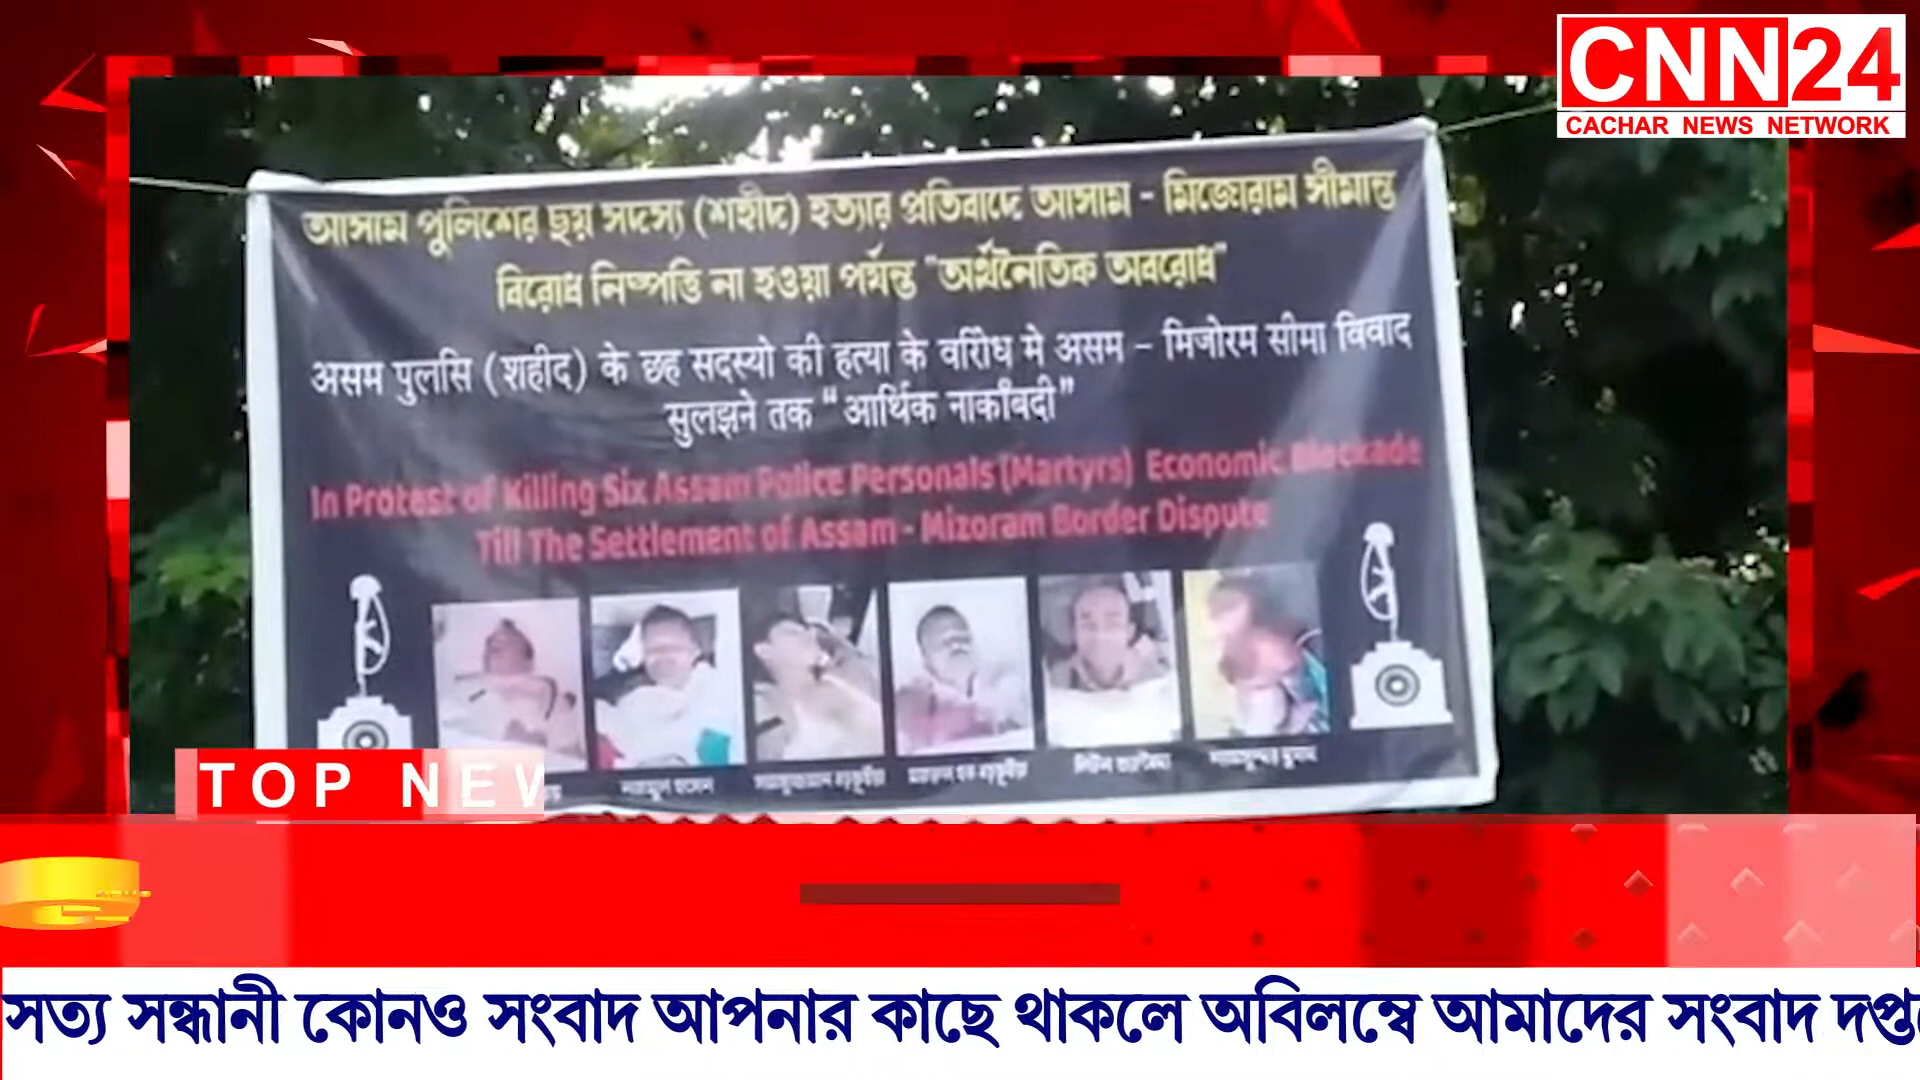 CNN24
CACHAR NEWS NETWORK
আসাম পুলিশের ছয় সদস্য (শহীদ) হত্যার প্রতিবাদে আসাম - মিজোরাম সীমান্ত
বিরোধ নিষ্পত্তি না হওয়া পর্যন্ত "অর্থনৈতিক অবরোধ"
असम पुलसि (शहीद) के छह सदस्यो की हत्या के वरिोध मे असम - मिजोरम सीमा विवाद
सुलझने तक "आर्थिक नाकांबदी"
In Protest of Killing Six Assam Police Personals (Martyrs) Economic Blockade
Till The Settlement of Assam - Mizoram Border Dispute
TOP NEW
সত্য সন্ধানী কোনও সংবাদ আপনার কাছে থাকলে অবিলম্বে আমাদের সংবাদ